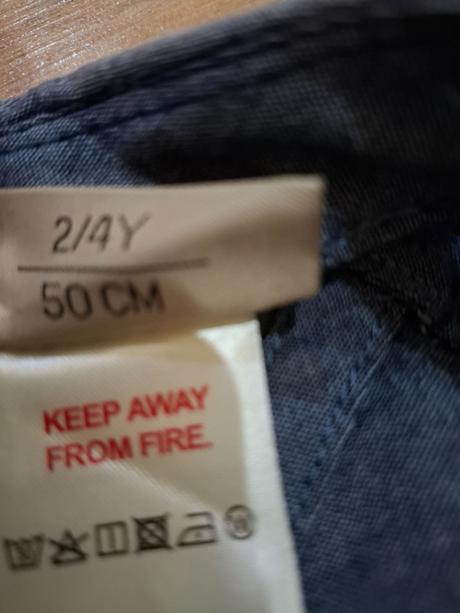 2/4Y
50 CM
KEEP AWAY
FROM FIRE.